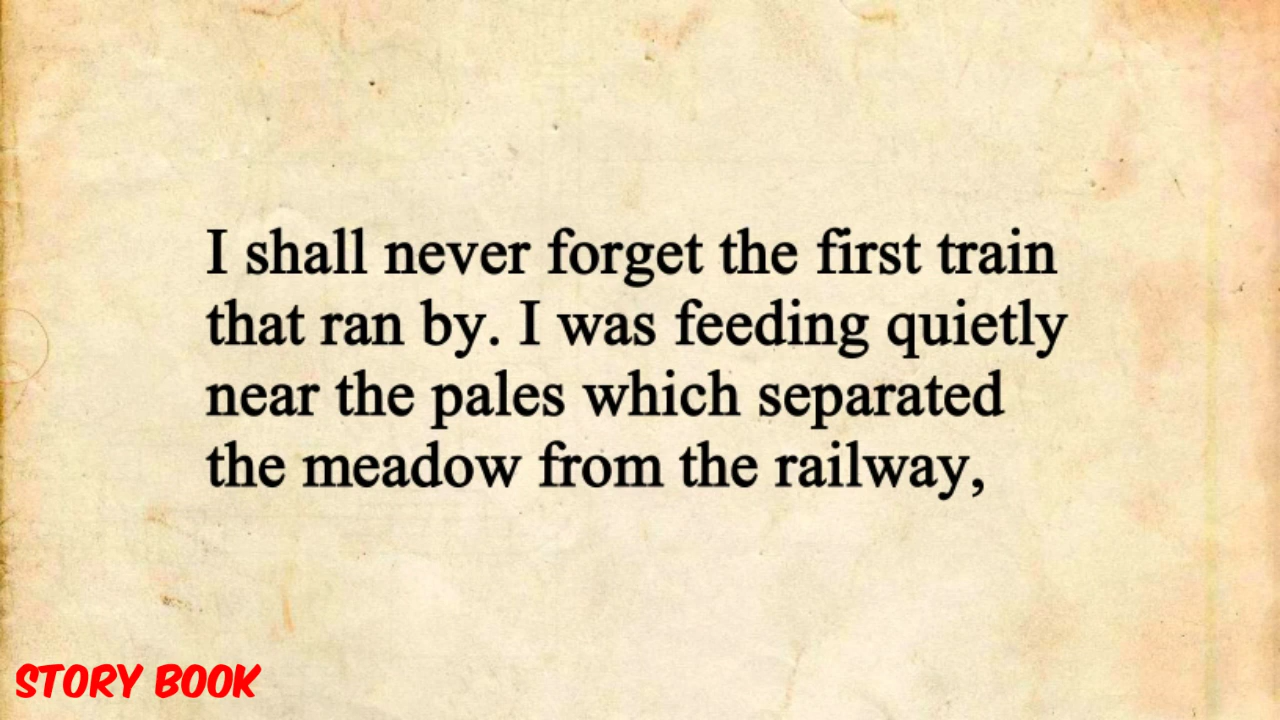 I shall never forget the first train
that ran by. I was feeding quietly
near the pales which separated
the meadow from the railway,
STORY BOOK